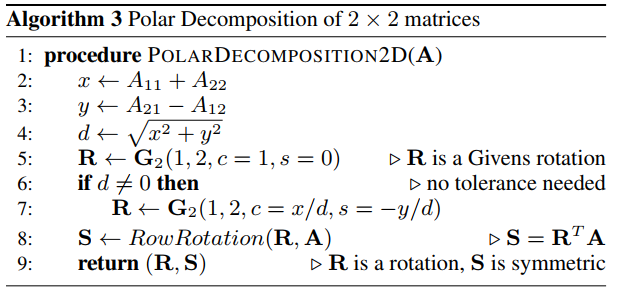 Algorithm 3 Polar Decomposition of 2 × 2 matrices
1: procedure POLARDECOMPOSITION2D(A)
2: x ← A₁₁ + A₂₂
3: y ← A₂₁ − A₁₂
4: d ← √(x² + y²)
5: R ← G₂(1, 2, c = 1, s = 0) ▷ R is a Givens rotation
6: if d ≠ 0 then ▷ no tolerance needed
7: R ← G₂(1, 2, c = x/d, s = −y/d)
8: S ← RowRotation(R, A) ▷ S = RᵀA
9: return (R, S) ▷ R is a rotation, S is symmetric